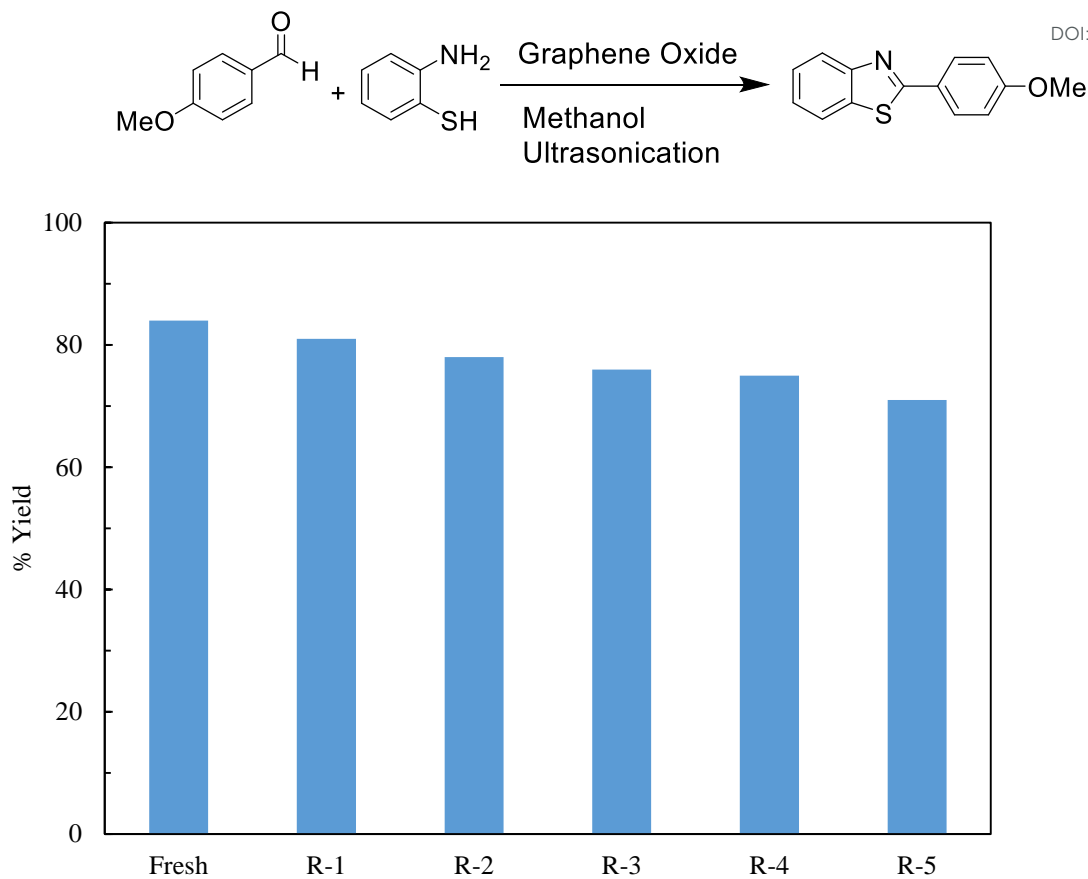 DOI:
O
H
MeO
+
NH2
SH
Graphene Oxide
Methanol
Ultrasonication
N
S
OMe
100
80
60
40
20
0
% Yield
Fresh R-1 R-2 R-3 R-4 R-5